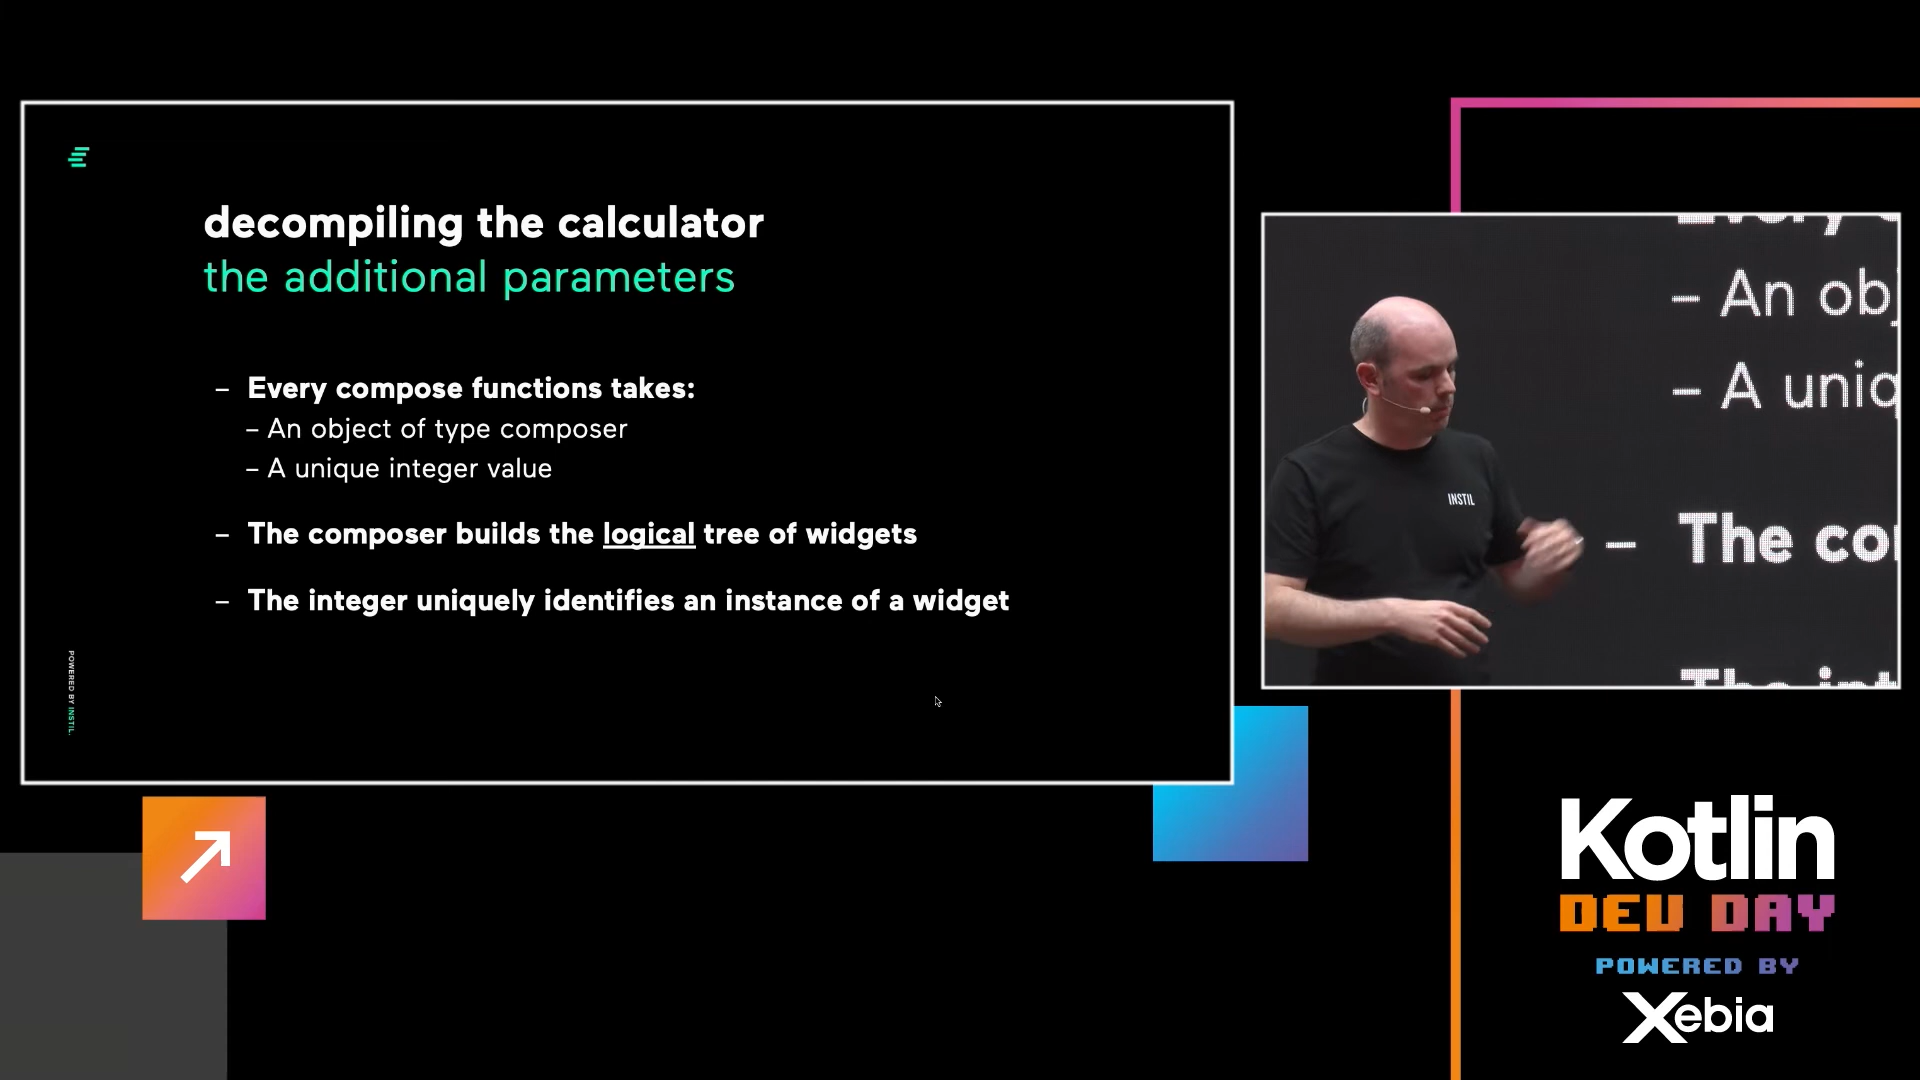 decompiling the calculator
the additional parameters
– Every compose functions takes:
– An object of type composer
– A unique integer value
– The composer builds the logical tree of widgets
– The integer uniquely identifies an instance of a widget
POWERED BY INSTIL.
– An obj
– A uniq
– The co
INSTIL
Kotlin
DEV DAY
POWERED BY
Xebia